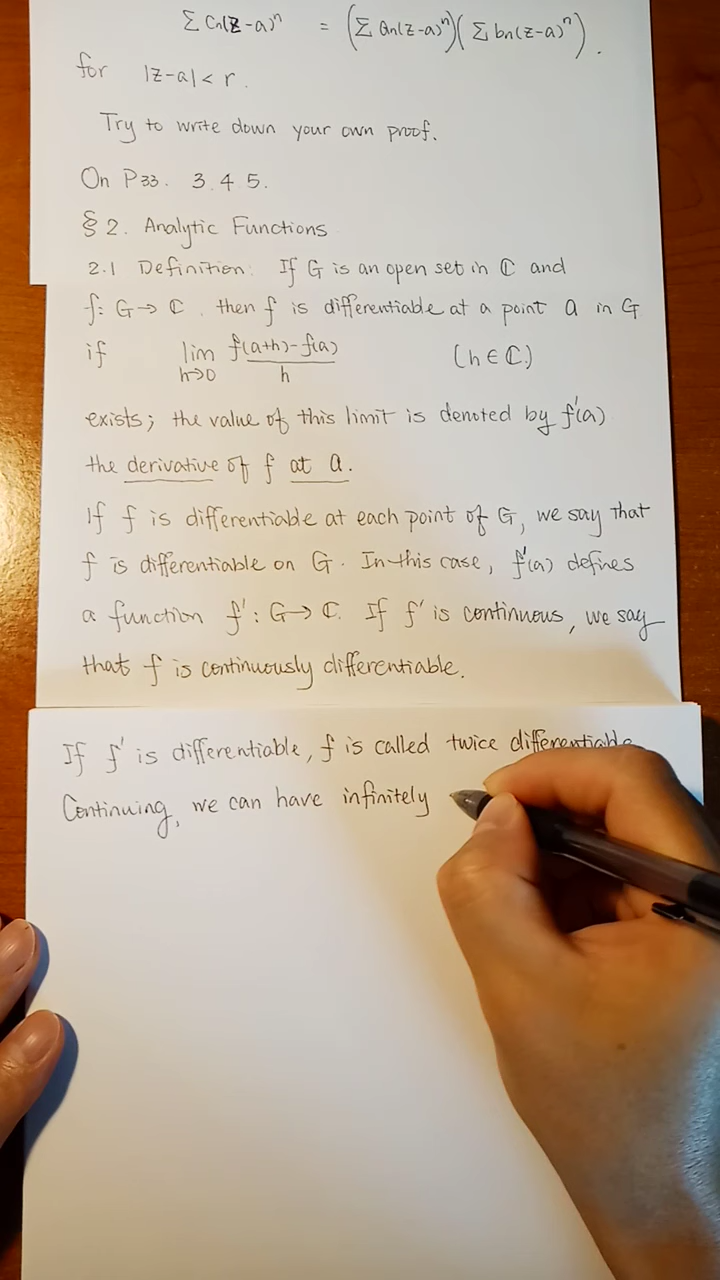 Σ Cn(z-a)ⁿ = (Σ an(z-a)ⁿ)(Σ bn(z-a)ⁿ).
for |z-a| < r.
Try to write down your own proof.
On P33. 3.4 5.
§ 2. Analytic Functions
2.1 Definition: If G is an open set in ℂ and
f: G → ℂ, then f is differentiable at a point a in G
if lim h→0 f(a+h)-f(a) / h (h ∈ ℂ)
exists; the value of this limit is denoted by f'(a)
the derivative of f at a.
If f is differentiable at each point of G, we say that
f is differentiable on G. In this case, f'(a) defines
a function f': G → ℂ. If f' is continuous, we say
that f is continuously differentiable.
If f' is differentiable, f is called twice differentiable
Continuing, we can have infinitely